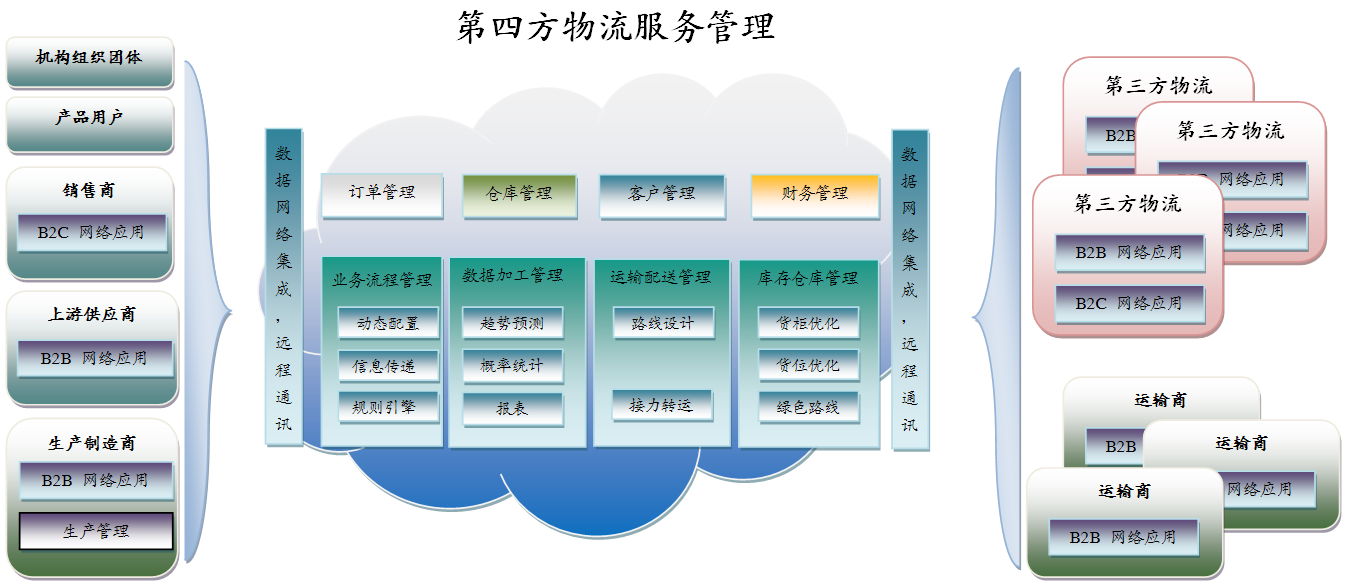 第四方物流服务管理
机构组织团体
产品用户
销售商
B2C 网络应用
上游供应商
B2B 网络应用
生产制造商
B2B 网络应用
生产管理
数据网络集成,远程通讯
订单管理
仓库管理
客户管理
财务管理
业务流程管理
动态配置
信息传递
规则引擎
数据加工管理
趋势预测
概率统计
报表
运输配送管理
路线设计
接力转运
库存仓库管理
货柜优化
货位优化
绿色路线
数据网络集成,远程通讯
第三方物流
B2B
第三方物流
网络应用
网络应用
第三方物流
B2B 网络应用
B2C 网络应用
运输商
B2B
运输商
网络应用
运输商
B2B 网络应用